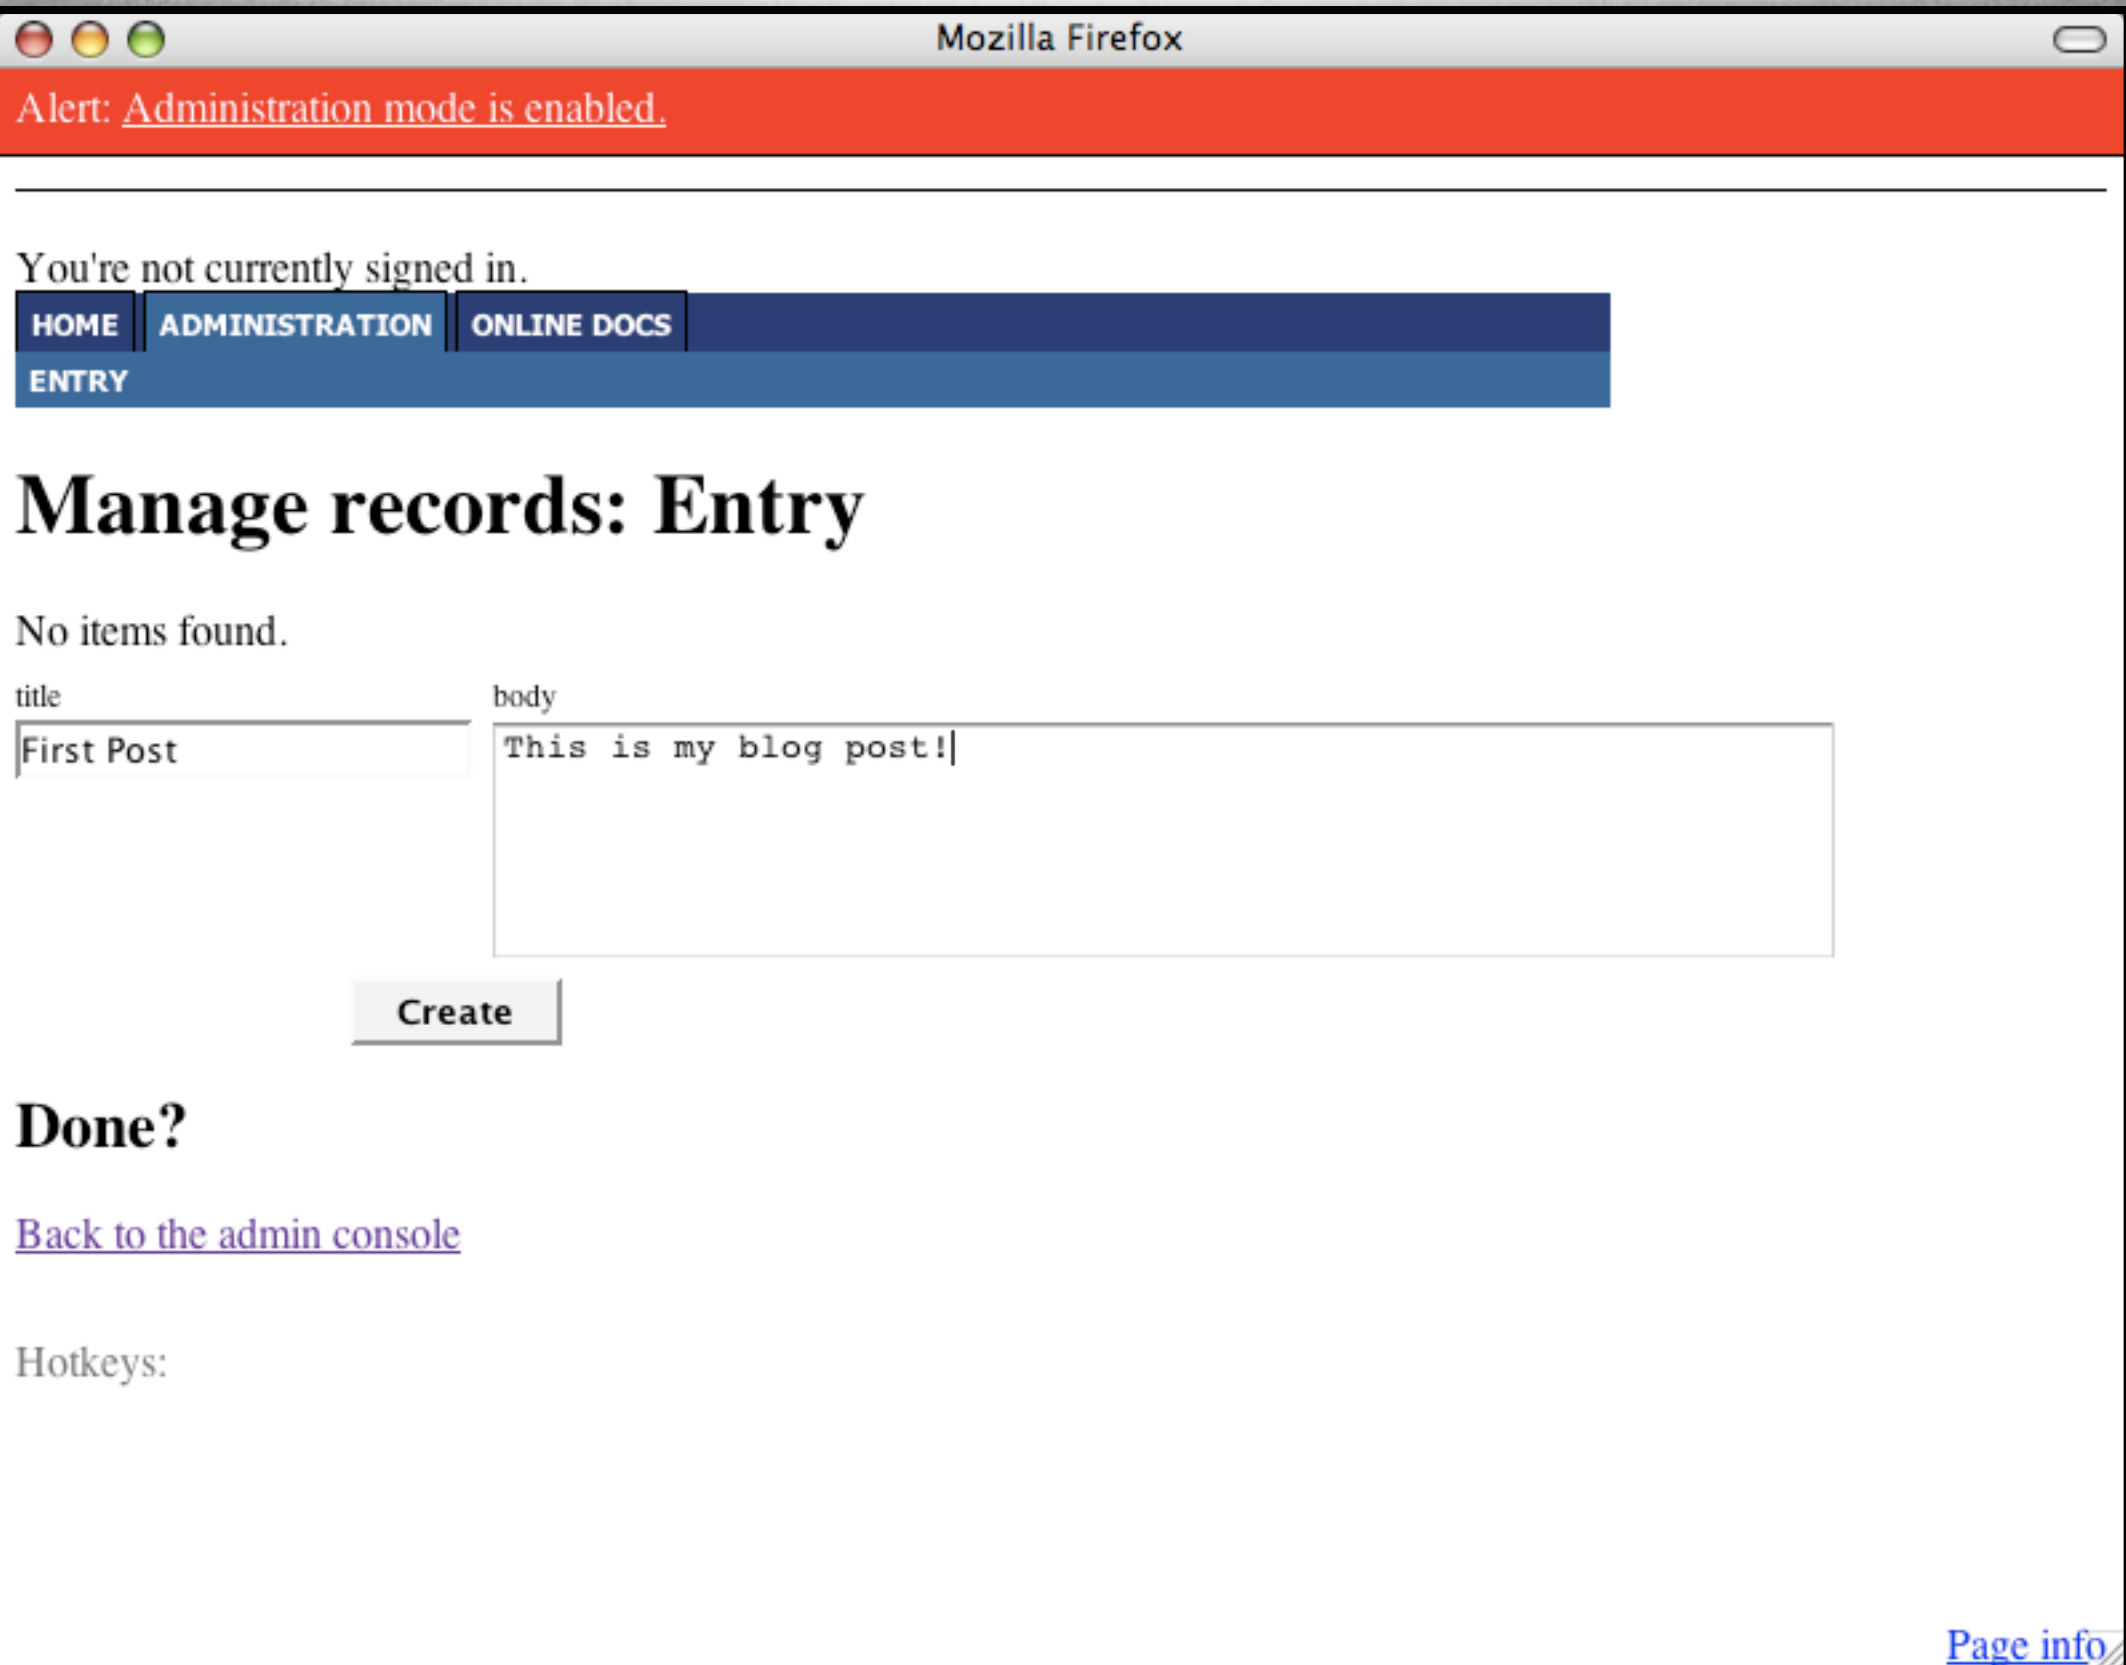 Mozilla Firefox
Alert: Administration mode is enabled.
You're not currently signed in.
HOME ADMINISTRATION ONLINE DOCS
ENTRY
Manage records: Entry
No items found.
title body
First Post This is my blog post!
Create
Done?
Back to the admin console
Hotkeys:
Page info